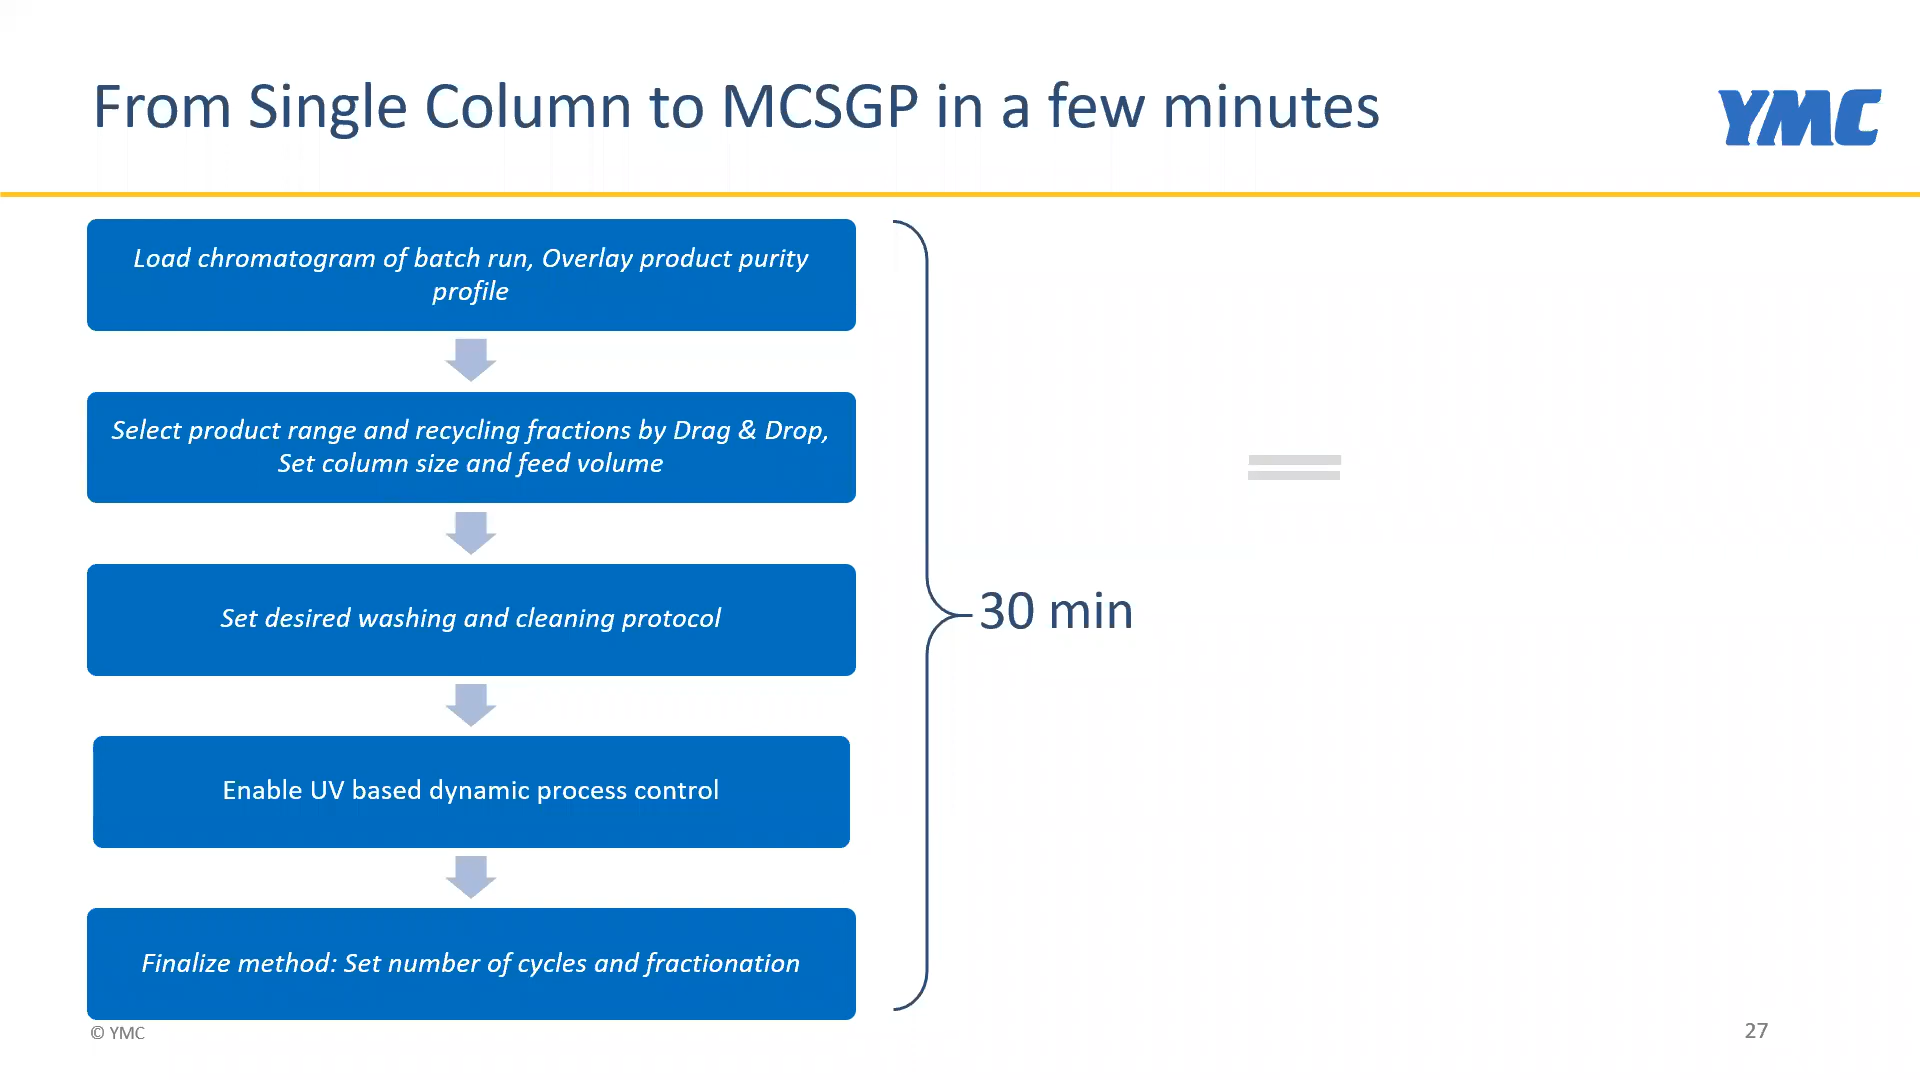 From Single Column to MCSGP in a few minutes
YMC
Load chromatogram of batch run, Overlay product purity
profile
Select product range and recycling fractions by Drag & Drop,
Set column size and feed volume
Set desired washing and cleaning protocol
30 min
Enable UV based dynamic process control
Finalize method: Set number of cycles and fractionation
© YMC
27